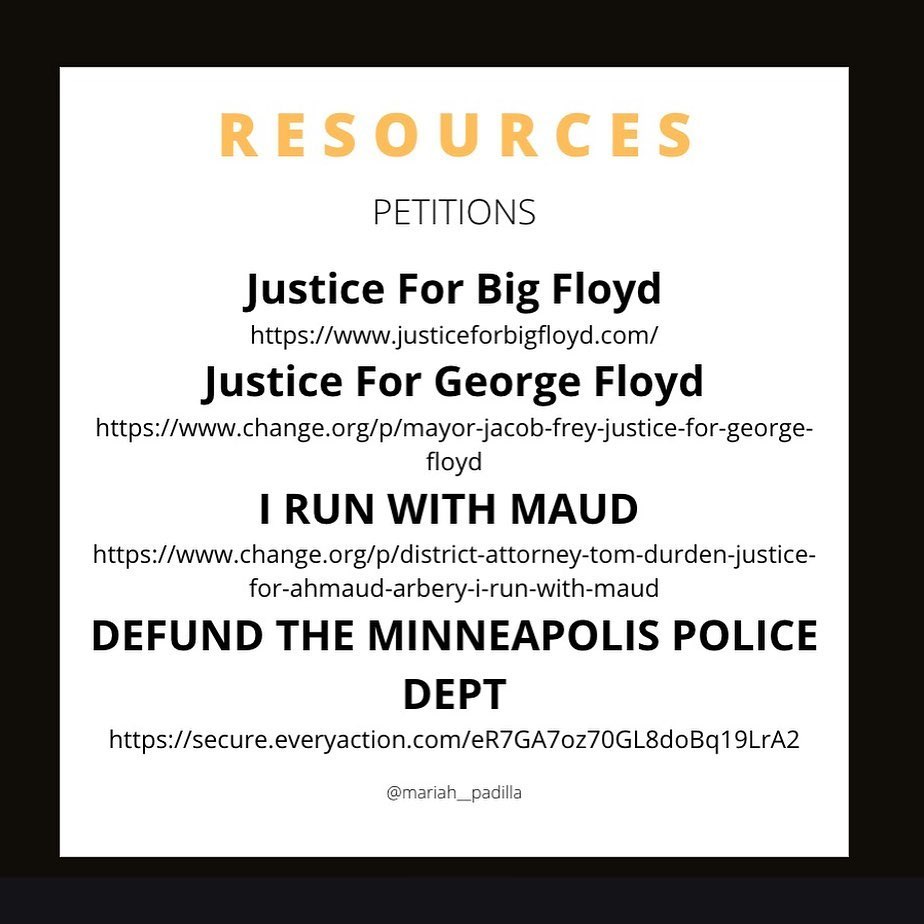 RESOURCES
PETITIONS
Justice For Big Floyd
https://www.justiceforbigfloyd.com/
Justice For George Floyd
https://www.change.org/p/mayor-jacob-frey-justice-for-george-
floyd
I RUN WITH MAUD
https://www.change.org/p/district-attorney-tom-durden-justice-
for-ahmaud-arbery-i-run-with-maud
DEFUND THE MINNEAPOLIS POLICE
DEPT
https://secure.everyaction.com/eR7GA7oz70GL8doBq19LrA2
@mariah__padilla